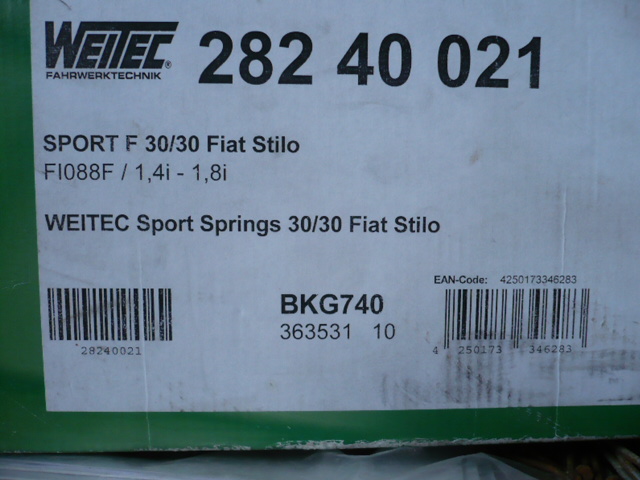 WEITEC® 282 40 021
FAHRWERKTECHNIK
SPORT F 30/30 Fiat Stilo
FI088F / 1,4i - 1,8i
WEITEC Sport Springs 30/30 Fiat Stilo
EAN-Code: 4250173346283
BKG740
363531 10
28240021
4 250173 346283